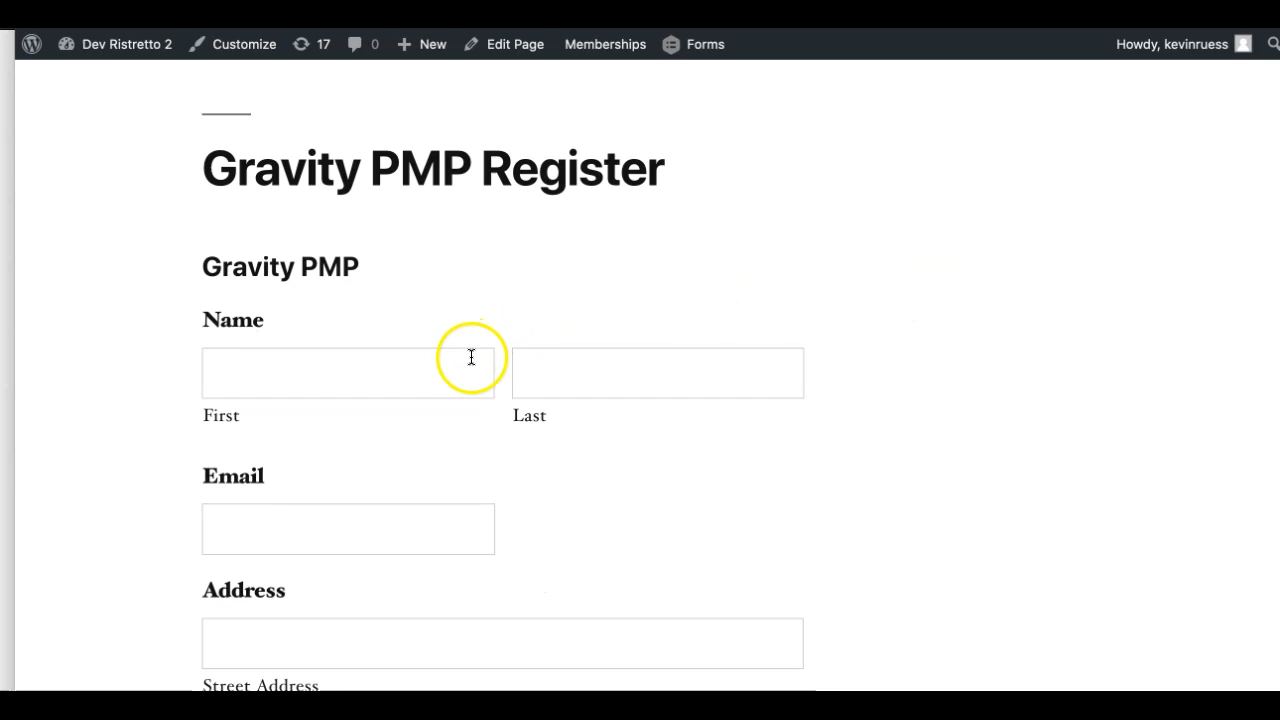 Dev Ristretto 2 Customize 17 0 New Edit Page Memberships Forms Howdy, kevinruess
Gravity PMP Register
Gravity PMP
Name
First Last
Email
Address
Street Address